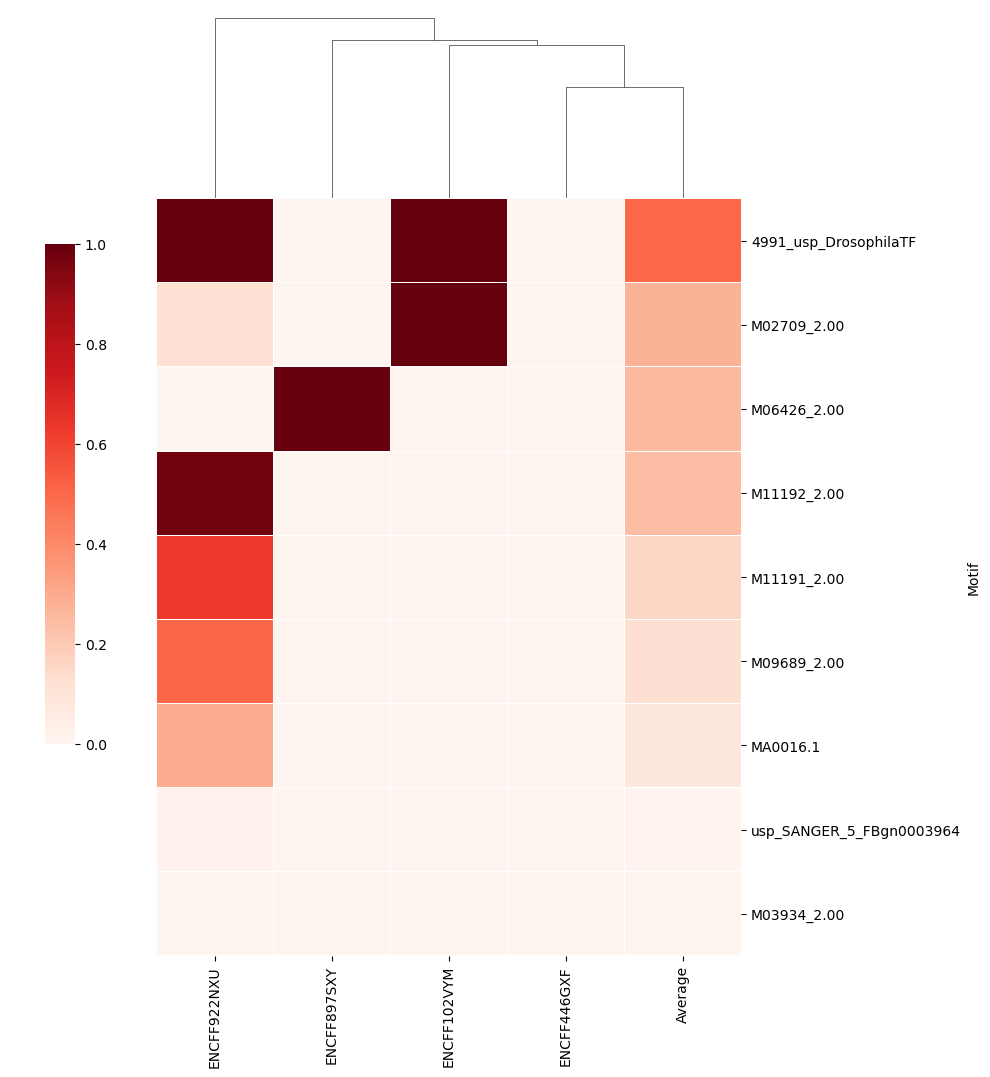 1.0
0.8
0.6
0.4
0.2
0.0
4991_usp_DrosophilaTF
M02709_2.00
M06426_2.00
M11192_2.00
M11191_2.00
M09689_2.00
MA0016.1
usp_SANGER_5_FBgn0003964
M03934_2.00
Motif
ENCFF922NXU
ENCFF897SXY
ENCFF102VYM
ENCFF446GXF
Average